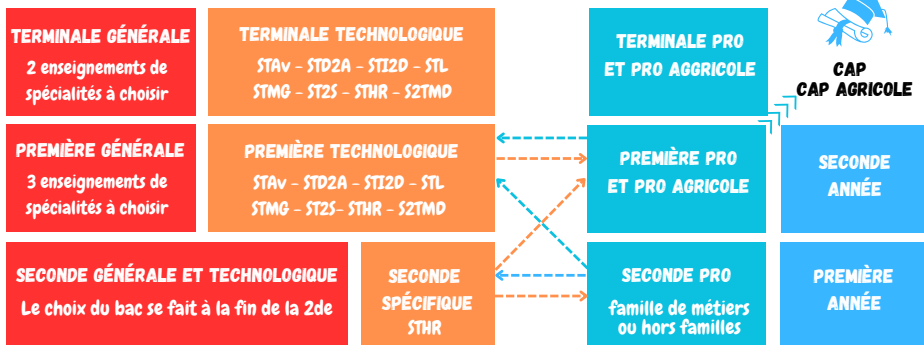 TERMINALE GÉNÉRALE
2 enseignements de
spécialités à choisir
TERMINALE TECHNOLOGIQUE
STAv - STD2A - STI2D - STL
STMG - ST2S - STHR - S2TMD
TERMINALE PRO
ET PRO AGGRICOLE
CAP
CAP AGRICOLE
PREMIÈRE GÉNÉRALE
3 enseignements de
spécialités à choisir
PREMIÈRE TECHNOLOGIQUE
STAv - STD2A - STI2D - STL
STMG - ST2S- STHR - S2TMD
PREMIÈRE PRO
ET PRO AGRICOLE
SECONDE
ANNÉE
SECONDE GÉNÉRALE ET TECHNOLOGIQUE
Le choix du bac se fait à la fin de la 2de
SECONDE
SPÉCIFIQUE
STHR
SECONDE PRO
famille de métiers
ou hors familles
PREMIÈRE
ANNÉE